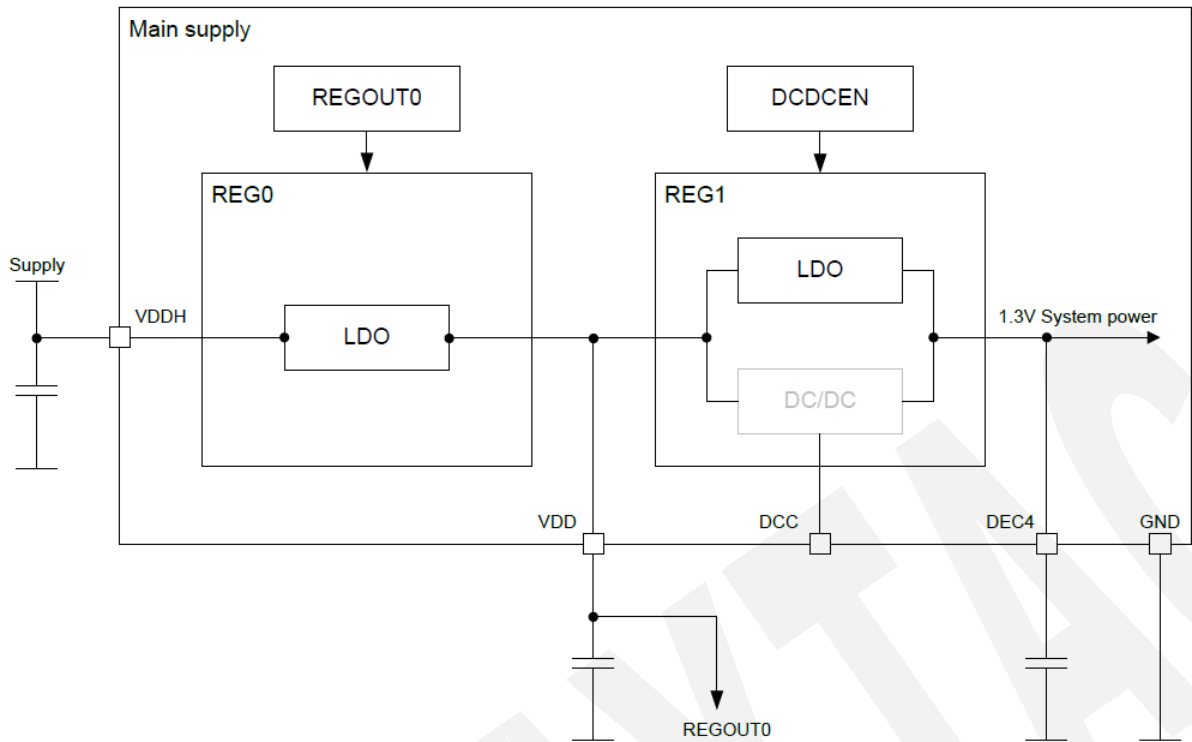 Main supply
REGOUT0
DCDCEN
REG0
REG1
Supply
VDDH
LDO
LDO
DC/DC
1.3V System power
VDD
DCC
DEC4
GND
REGOUT0